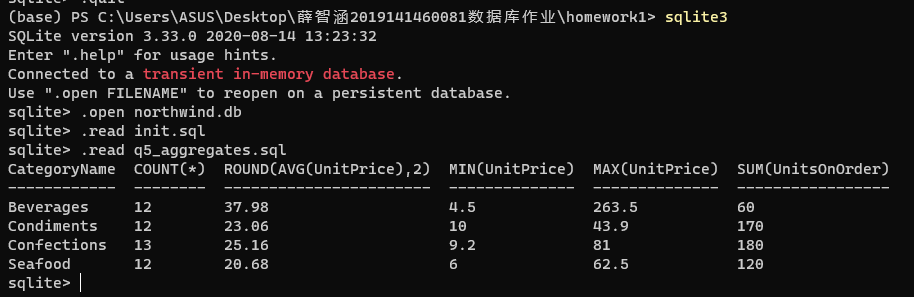 sqlite> .quit
(base) PS C:\Users\ASUS\Desktop\薛智涵2019141460081数据库作业\homework1> sqlite3
SQLite version 3.33.0 2020-08-14 13:23:32
Enter ".help" for usage hints.
Connected to a transient in-memory database.
Use ".open FILENAME" to reopen on a persistent database.
sqlite> .open northwind.db
sqlite> .read init.sql
sqlite> .read q5_aggregates.sql
CategoryName  COUNT(*)  ROUND(AVG(UnitPrice),2)  MIN(UnitPrice)  MAX(UnitPrice)  SUM(UnitsOnOrder)
------------  --------  -----------------------  --------------  --------------  -----------------
Beverages     12        37.98                    4.5             263.5           60
Condiments    12        23.06                    10              43.9            170
Confections   13        25.16                    9.2             81              180
Seafood       12        20.68                    6               62.5            120
sqlite>